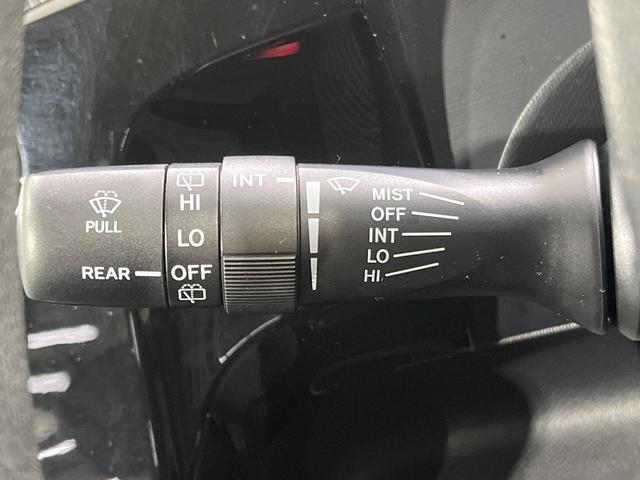 PULL
REAR
HI
LO
OFF
INT
MIST
OFF
INT
LO
HI